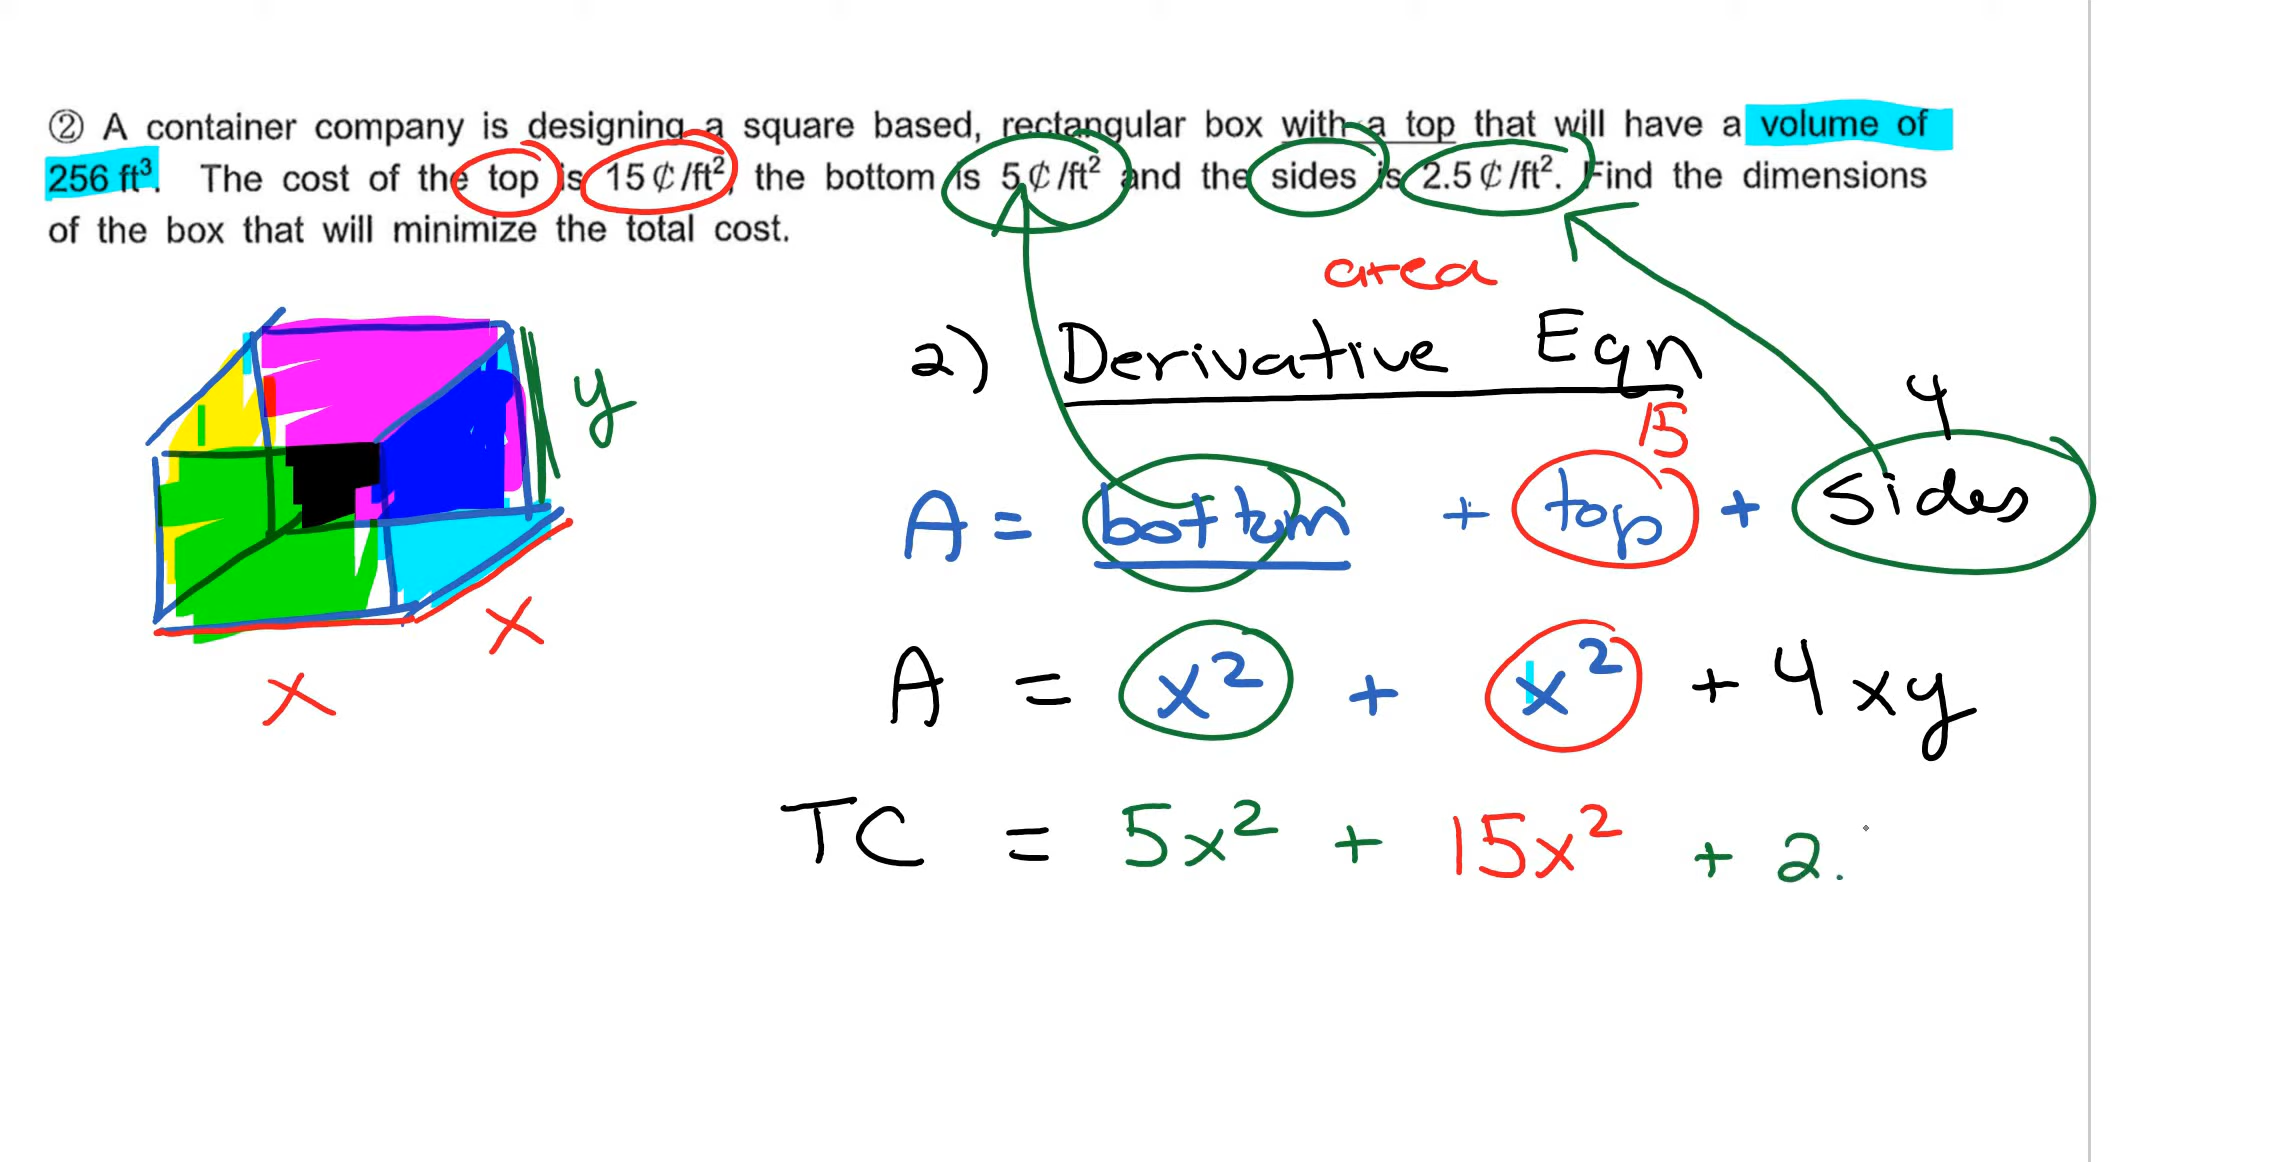 ② A container company is designing a square based, rectangular box with a top that will have a volume of
256 ft³. The cost of the top is 15 ¢/ft², the bottom is 5 ¢/ft² and the sides is 2.5 ¢/ft². Find the dimensions
of the box that will minimize the total cost.
area
2) Derivative Eqn
y
15
4
A = bottom + top + sides
x
A = x² + x² + 4xy
x
TC = 5x² + 15x² + 2.